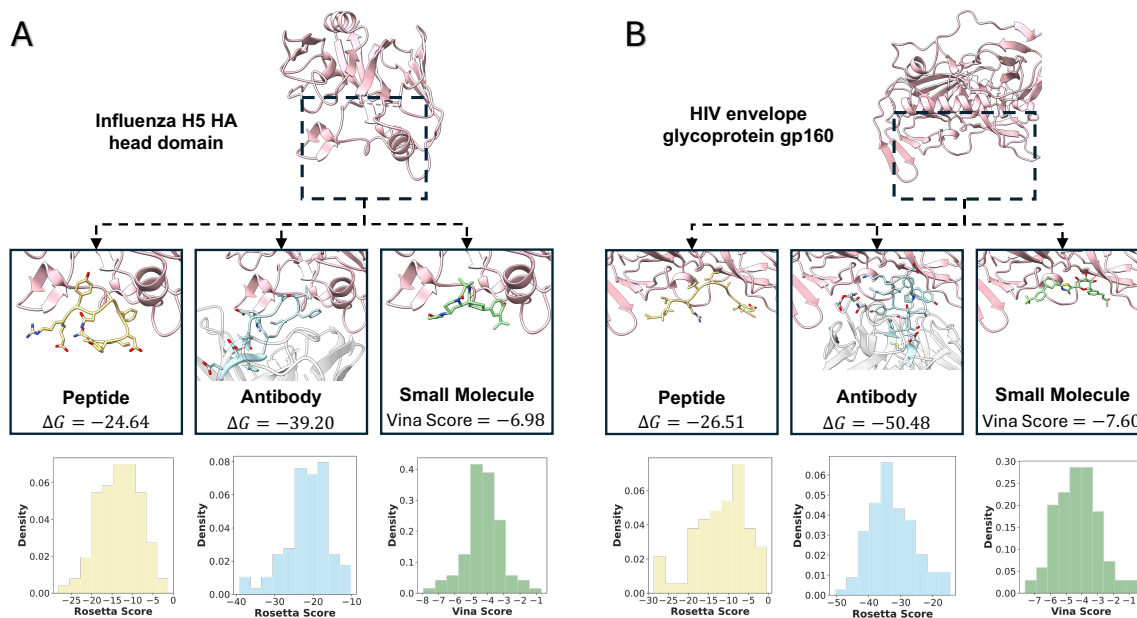 A
B
Influenza H5 HA
head domain
HIV envelope
glycoprotein gp160
Peptide
ΔG = −24.64
Antibody
ΔG = −39.20
Small Molecule
Vina Score = −6.98
Peptide
ΔG = −26.51
Antibody
ΔG = −50.48
Small Molecule
Vina Score = −7.60
Density
0.06
0.04
0.02
0.00
−25 −20 −15 −10 −5 0
Rosetta Score
Density
0.08
0.06
0.04
0.02
0.00
−40 −30 −20 −10
Rosetta Score
Density
0.4
0.3
0.2
0.1
0.0
−8 −7 −6 −5 −4 −3 −2 −1
Vina Score
Density
0.06
0.04
0.02
0.00
−30 −25 −20 −15 −10 −5 0
Rosetta Score
Density
0.06
0.05
0.04
0.03
0.02
0.01
0.00
−50 −40 −30 −20
Rosetta Score
Density
0.30
0.25
0.20
0.15
0.10
0.05
0.00
−7 −6 −5 −4 −3 −2 −1
Vina Score